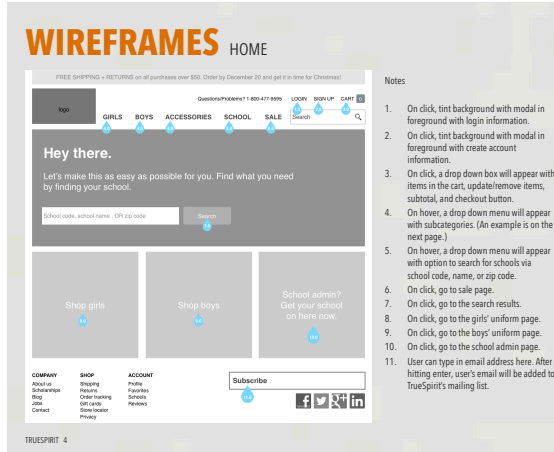 WIREFRAMES HOME
FREE SHIPPING + RETURNS on all purchases over $50. Order by December 20 and get it in time for Christmas!
logo
Questions/Problems? 1-800-477-6695 LOGIN SIGN UP CART 0
GIRLS BOYS ACCESSORIES SCHOOL SALE Search
Hey there.
Let's make this as easy as possible for you. Find what you need
by finding your school.
School code, school name , OR zip code Search
7.0
Shop girls
8.0
Shop boys
9.0
School admin?
Get your school
on here now.
10.0
COMPANY
About us
Scholarships
Blog
Jobs
Contact
SHOP
Shipping
Returns
Order tracking
Gift cards
Store locator
Privacy
ACCOUNT
Profile
Favorites
Schools
Reviews
Subscribe
11.0
f g+ in
Notes
1. On click, tint background with modal in
foreground with login information.
2. On click, tint background with modal in
foreground with create account
information.
3. On click, a drop down box will appear with
items in the cart, update/remove items,
subtotal, and checkout button.
4. On hover, a drop down menu will appear
with subcategories. (An example is on the
next page.)
5. On hover, a drop down menu will appear
with option to search for schools via
school code, name, or zip code.
6. On click, go to sale page.
7. On click, go to the search results.
8. On click, go to the girls' uniform page.
9. On click, go to the boys' uniform page.
10. On click, go to the school admin page.
11. User can type in email address here. After
hitting enter, user's email will be added to
TrueSpirit's mailing list.
TRUESPIRIT 4